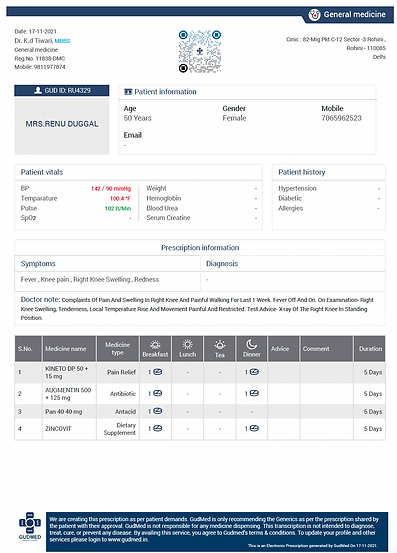 General medicine
Date: 17-11-2021
Dr. K.d Tiwari, MBBS
General medicine
Reg.No: 11838-DMC
Mobile: 9811977874
Cinic : 82-Mig Pkt.C-12 Sector -3 Rohini ,
Rohini - 110085
Delhi
GUD ID: RU4329
MRS.RENU DUGGAL
Patient information
Age Gender Mobile
50 Years Female 7065962523
Email
-
Patient vitals
BP 142 / 90 mmHg Weight -
Temparature 100.4 °F Hemoglobin -
Pulse 102 B/Min Blood Urea -
SpO2 - Serum Creatine -
Patient history
Hypertension -
Diabetic -
Allergies -
Prescription information
Symptoms Diagnosis
Fever , Knee pain , Right Knee Swelling , Redness -
Doctor note: Complaints Of Pain And Swelling In Right Knee And Painful Walking For Last 1 Week. Fever Off And On. On Examination- Right
Knee Swelling, Tenderness, Local Temperature Rise And Movement Painful And Restricted. Test Advice- X-ray Of The Right Knee In Standing
Position.
S.No. Medicine name Medicine type Breakfast Lunch Tea Dinner Advice Comment Duration
1 KINETO DP 50 + 15 mg Pain Relief 1 - - 1 5 Days
2 AUGMENTIN 500 + 125 mg Antibiotic 1 - - 1 5 Days
3 Pan 40 40 mg Antacid 1 - - - 5 Days
4 ZINCOVIT Dietary Supplement 1 - - 1 5 Days
GUDMED
We are creating this prescription as per patient demands. GudMed is only recommending the Generics as per the prescription shared by
the patient with their approval. GudMed is not responsible for any medicine dispensing. This transcription is not intended to diagnose,
treat, cure, or prevent any disease. By availing this service, you agree to Gudmed's terms & conditions. To update your profile and other
services please login to www.gudmed.in.
This is an Electronic Prescription generated by GudMed On 17-11-2021.